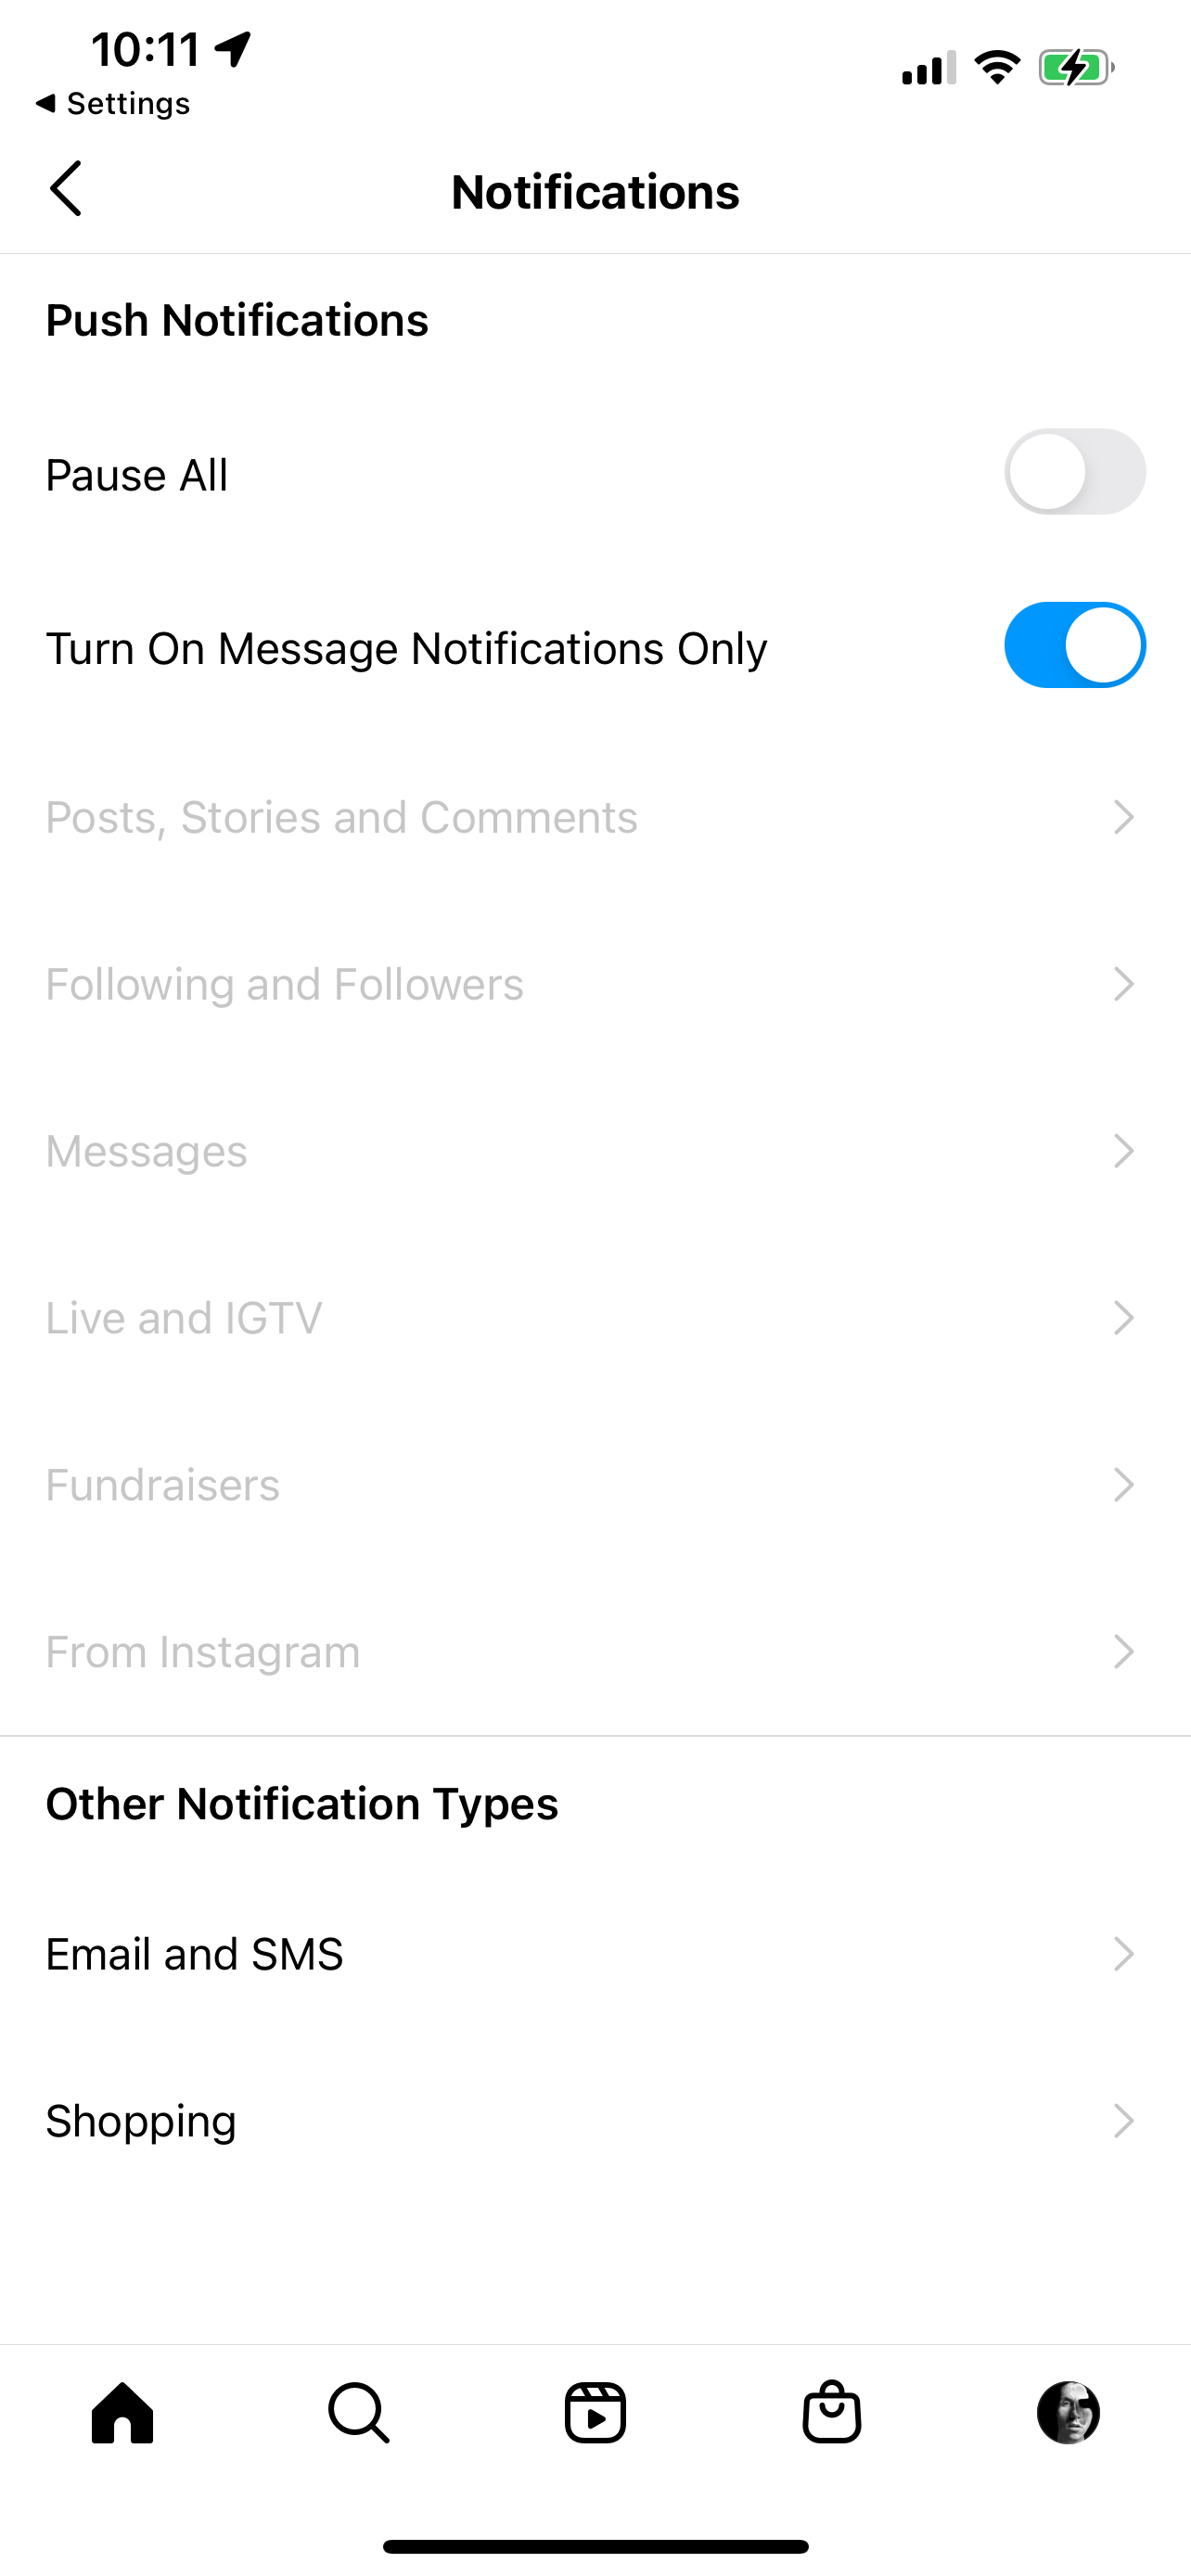 10:11
Settings
Notifications
Push Notifications
Pause All
Turn On Message Notifications Only
Posts, Stories and Comments
Following and Followers
Messages
Live and IGTV
Fundraisers
From Instagram
Other Notification Types
Email and SMS
Shopping